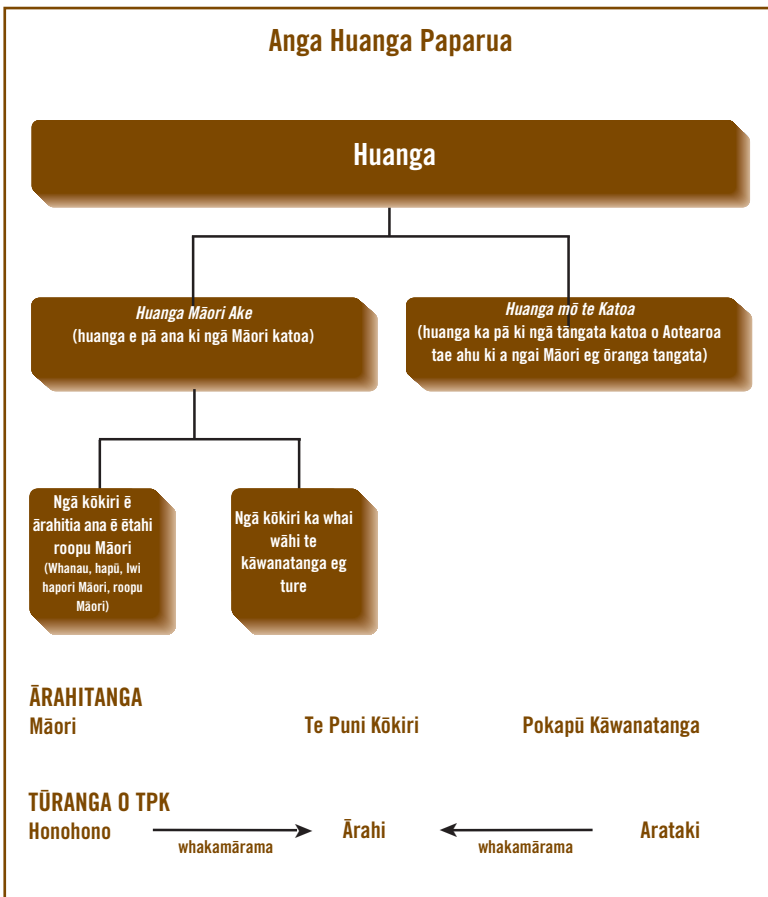 Anga Huanga Paparua
Huanga
Huanga Māori Ake
(huanga e pā ana ki ngā Māori katoa)
Huanga mō te Katoa
(huanga ka pā ki ngā tāngata katoa o Aotearoa
tae ahu ki a ngai Māori eg ōranga tangata)
Ngā kōkiri ē
ārahitia ana ē ētahi
roopu Māori
(Whanau, hapū, Iwi
hapori Māori, roopu
Māori)
Ngā kōkiri ka whai
wāhi te
kāwanatanga eg
ture
ĀRAHITANGA
Māori Te Puni Kōkiri Pokapū Kāwanatanga
TŪRANGA O TPK
Honohono Ārahi Arataki
whakamārama whakamārama